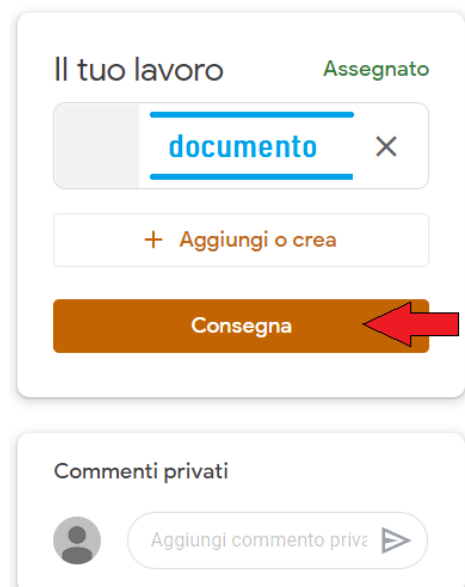 Il tuo lavoro Assegnato
documento
+ Aggiungi o crea
Consegna
Commenti privati
Aggiungi commento priva